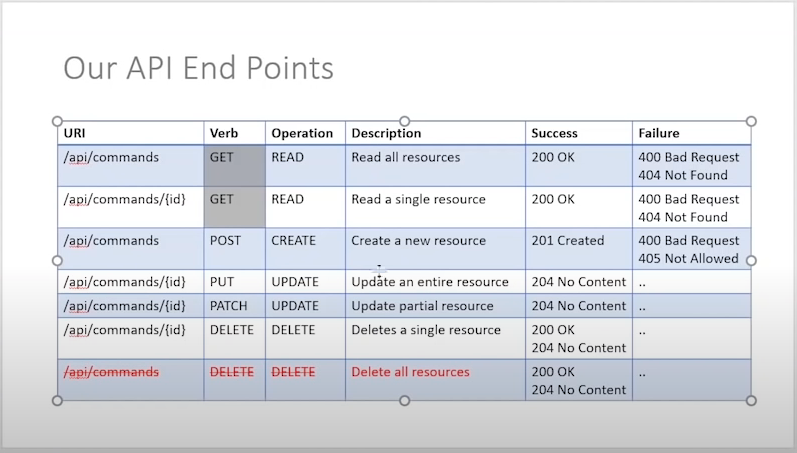 Our API End Points
URI Verb Operation Description Success Failure
/api/commands GET READ Read all resources 200 OK 400 Bad Request
404 Not Found
/api/commands/{id} GET READ Read a single resource 200 OK 400 Bad Request
404 Not Found
/api/commands POST CREATE Create a new resource 201 Created 400 Bad Request
405 Not Allowed
/api/commands/{id} PUT UPDATE Update an entire resource 204 No Content ..
/api/commands/{id} PATCH UPDATE Update partial resource 204 No Content ..
/api/commands/{id} DELETE DELETE Deletes a single resource 200 OK ..
204 No Content
/api/commands DELETE DELETE Delete all resources 200 OK ..
204 No Content